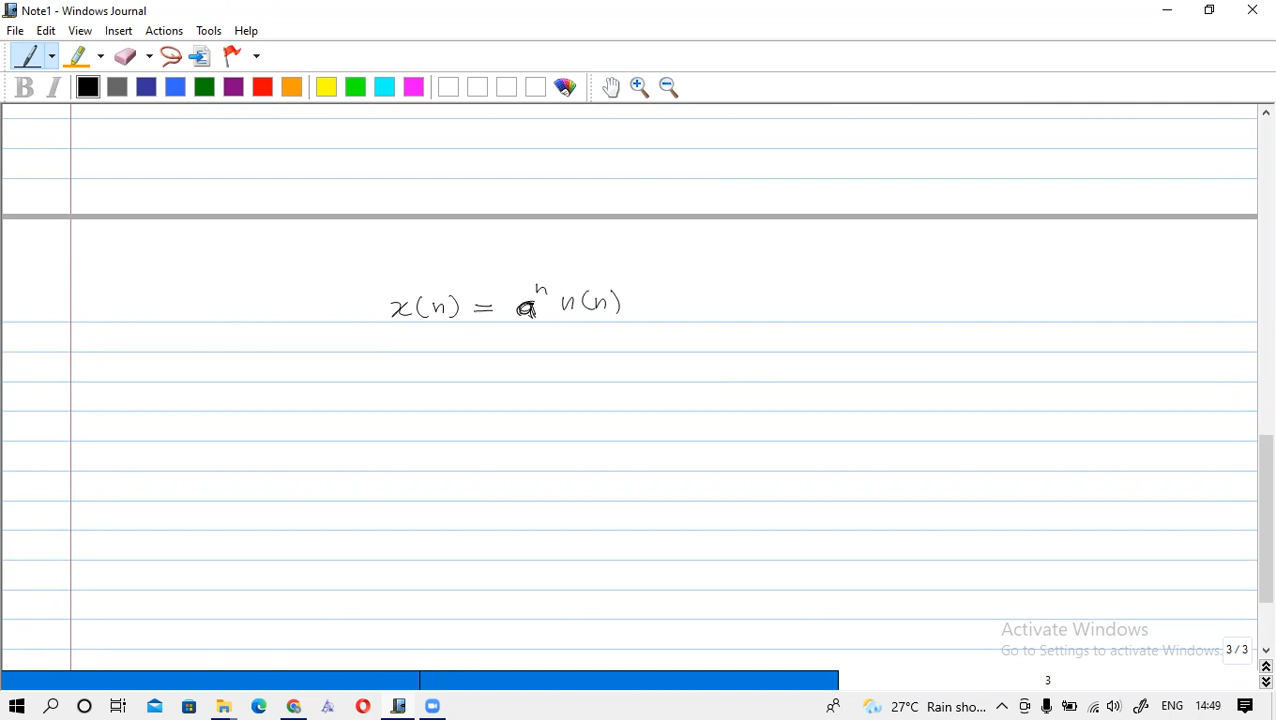 Note1 - Windows Journal
File Edit View Insert Actions Tools Help
B I
x(n) = a^n n(n)
Activate Windows
Go to Settings to activate Windows.
3 / 3
3
27°C Rain sho... ENG 14:49